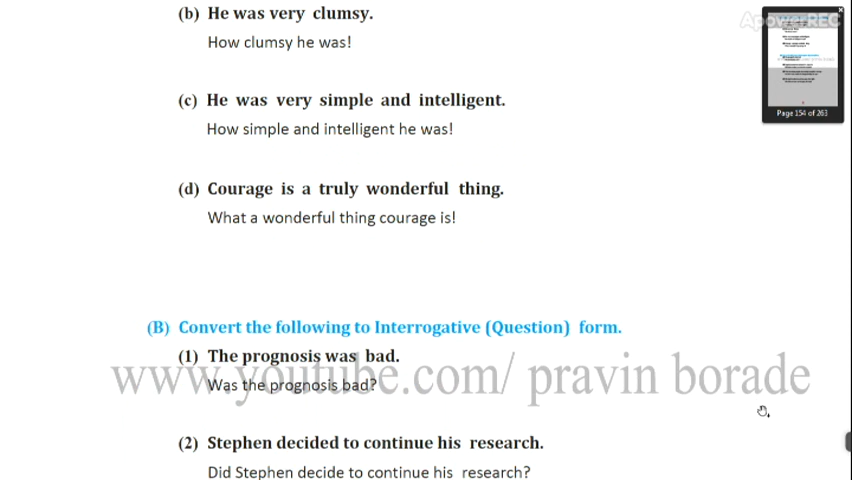 (b) He was very clumsy.
ApowerREC
How clumsy he was!
(c) He was very simple and intelligent.
How simple and intelligent he was!
Page 154 of 263
(d) Courage is a truly wonderful thing.
What a wonderful thing courage is!
(B) Convert the following to Interrogative (Question) form.
(1) The prognosis was bad.
www.youtube.com/ pravin borade
Was the prognosis bad?
(2) Stephen decided to continue his research.
Did Stephen decide to continue his research?